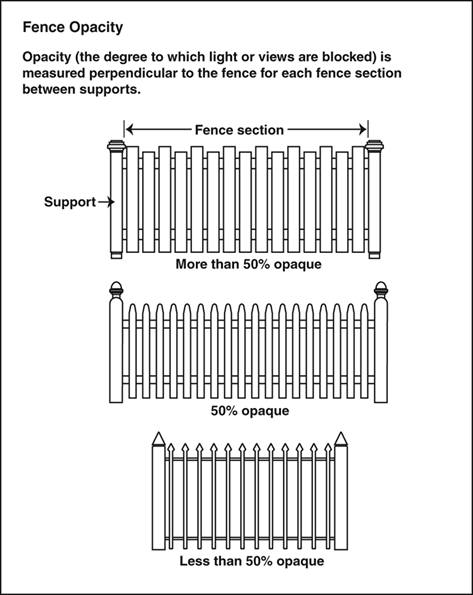 Fence Opacity
Opacity (the degree to which light or views are blocked) is
measured perpendicular to the fence for each fence section
between supports.
Fence section
Support
More than 50% opaque
50% opaque
Less than 50% opaque